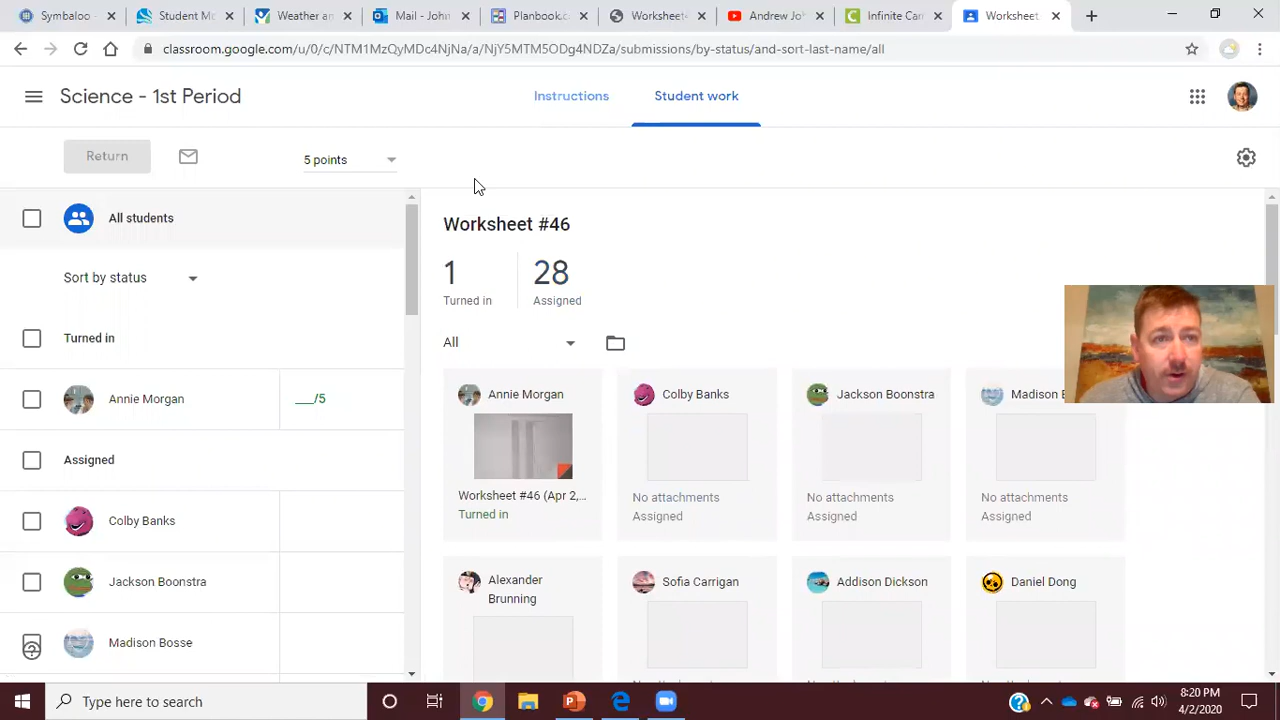 Symbaloo
Student Mo
Weather an
Mail - John
Planbook.c
Worksheet
Andrew Jo
Infinite Can
Worksheet
classroom.google.com/u/0/c/NTM1MzQyMDc4NjNa/a/NjY5MTM5ODg4NDZa/submissions/by-status/and-sort-last-name/all
Science - 1st Period
Instructions
Student work
Return
5 points
All students
Worksheet #46
1
28
Turned in
Assigned
Sort by status
All
Turned in
Annie Morgan
___/5
Assigned
Colby Banks
Jackson Boonstra
Madison Bosse
Annie Morgan
Colby Banks
Jackson Boonstra
Madison B
Worksheet #46 (Apr 2,...
Turned in
No attachments
Assigned
No attachments
Assigned
No attachments
Assigned
Alexander
Brunning
Sofia Carrigan
Addison Dickson
Daniel Dong
Type here to search
8:20 PM
4/2/2020